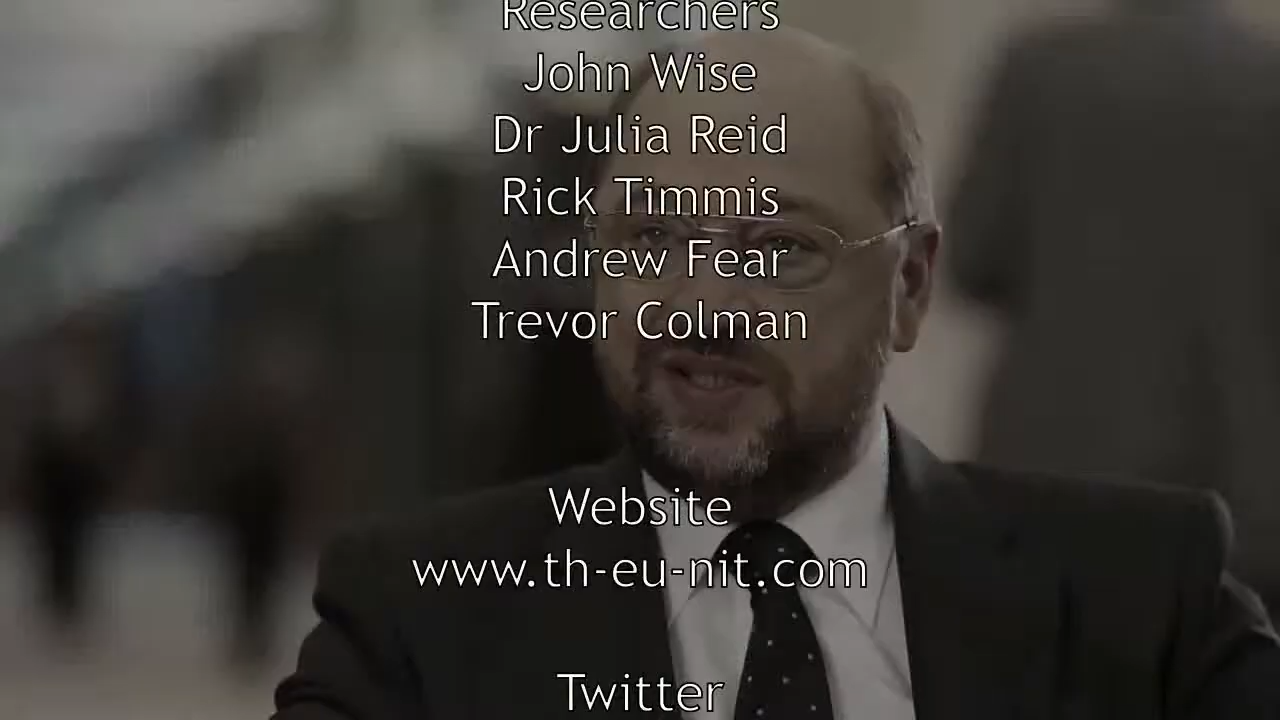 Researchers
John Wise
Dr Julia Reid
Rick Timmis
Andrew Fear
Trevor Colman
Website
www.th-eu-nit.com
Twitter